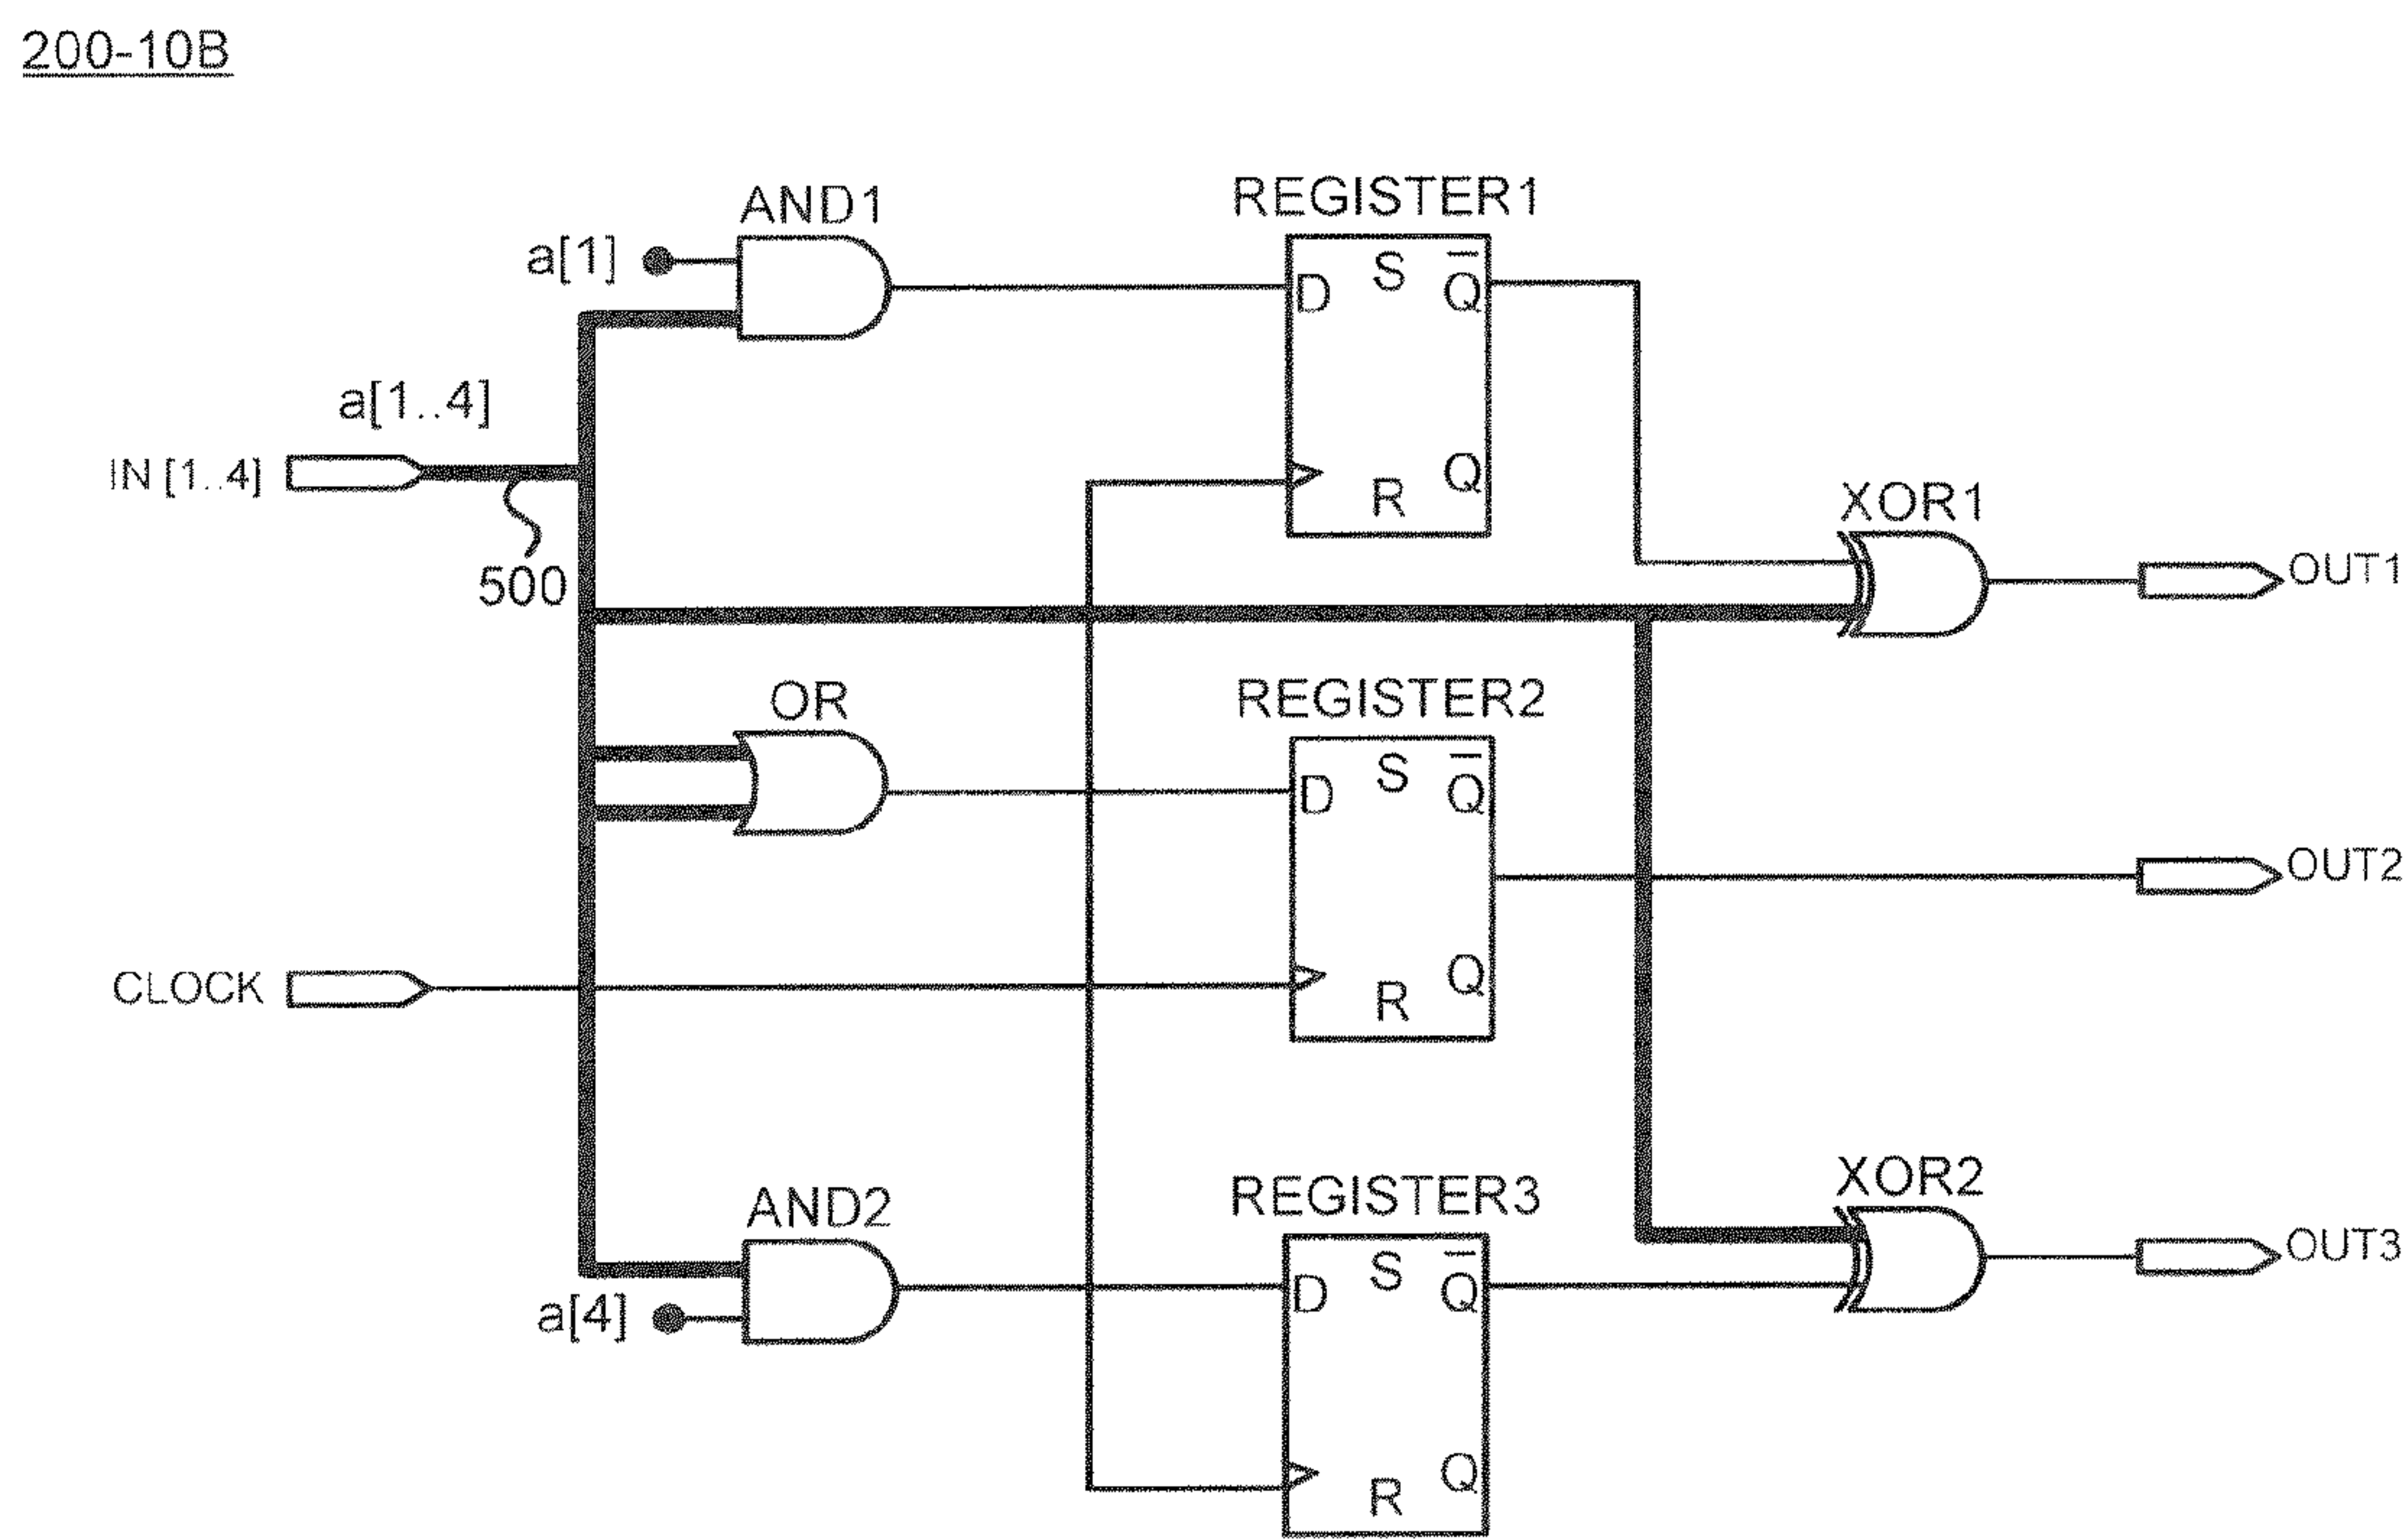 200-10B
AND1
REGISTER1
a[1]
D
S
Q
a[1..4]
IN [1..4]
R
Q
500
XOR1
OUT1
OR
REGISTER2
D
S
Q
OUT2
CLOCK
R
Q
AND2
REGISTER3
XOR2
a[4]
D
S
Q
OUT3
R
Q